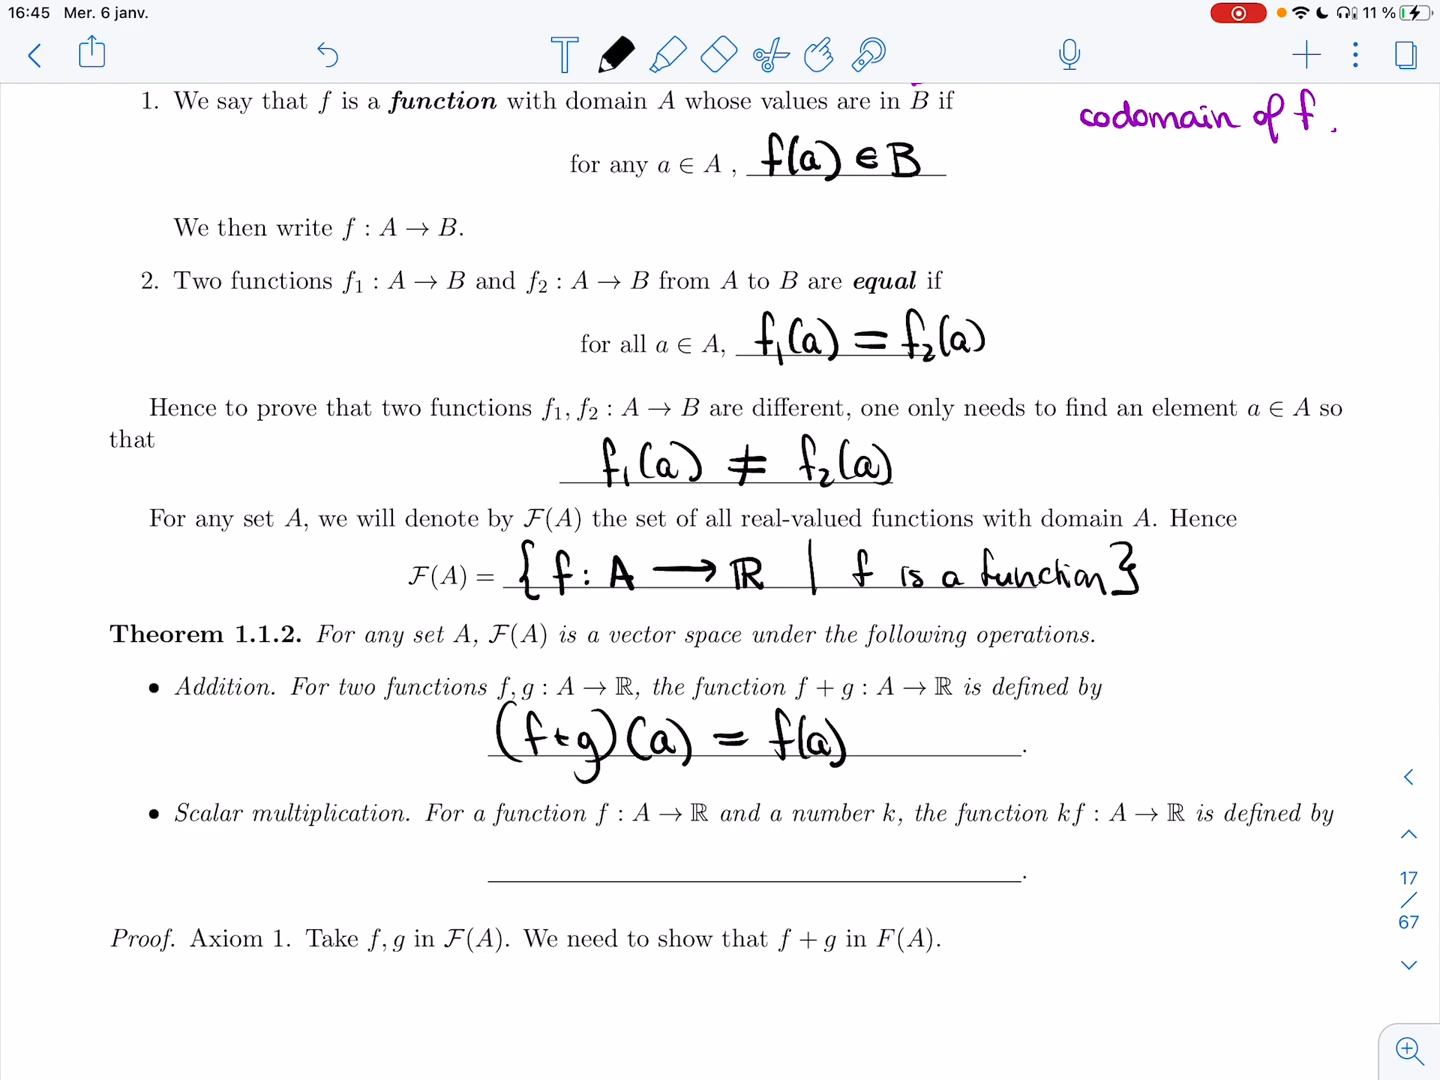 16:45 Mer. 6 janv. 11 %
T
1. We say that f is a function with domain A whose values are in B if
codomain of f.
for any a ∈ A , f(a) ∈ B
We then write f : A → B.
2. Two functions f₁ : A → B and f₂ : A → B from A to B are equal if
for all a ∈ A, f₁(a) = f₂(a)
Hence to prove that two functions f₁, f₂ : A → B are different, one only needs to find an element a ∈ A so
that
f₁(a) ≠ f₂(a)
For any set A, we will denote by ℱ(A) the set of all real-valued functions with domain A. Hence
ℱ(A) = {f : A → ℝ | f is a function}
Theorem 1.1.2. For any set A, ℱ(A) is a vector space under the following operations.
• Addition. For two functions f, g : A → ℝ, the function f + g : A → ℝ is defined by
(f+g)(a) = f(a) .
• Scalar multiplication. For a function f : A → ℝ and a number k, the function kf : A → ℝ is defined by
.
17
/
67
Proof. Axiom 1. Take f, g in ℱ(A). We need to show that f + g in F(A).